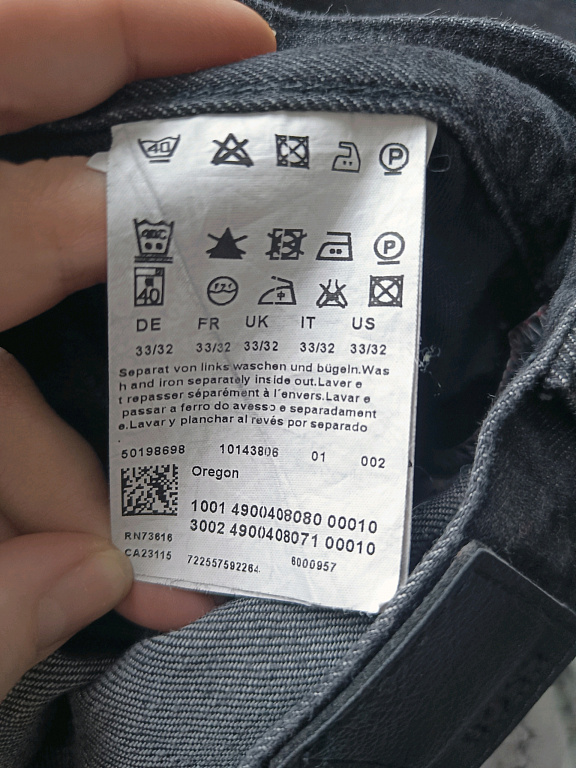 40 P
40C P
40
DE FR UK IT US
33/32 33/32 33/32 33/32 33/32
Separat von links waschen und bügeln.Was
h and iron separately inside out.Laver e
t repasser séparément à l'envers.Lavar e
passar a ferro do avesso e separadament
e.Lavar y planchar al revés por separado
.
50198698 10143806 01 002
Oregon
1001 4900408080 00010
3002 4900408071 00010
RN73616
CA23115 722557592264 6000957